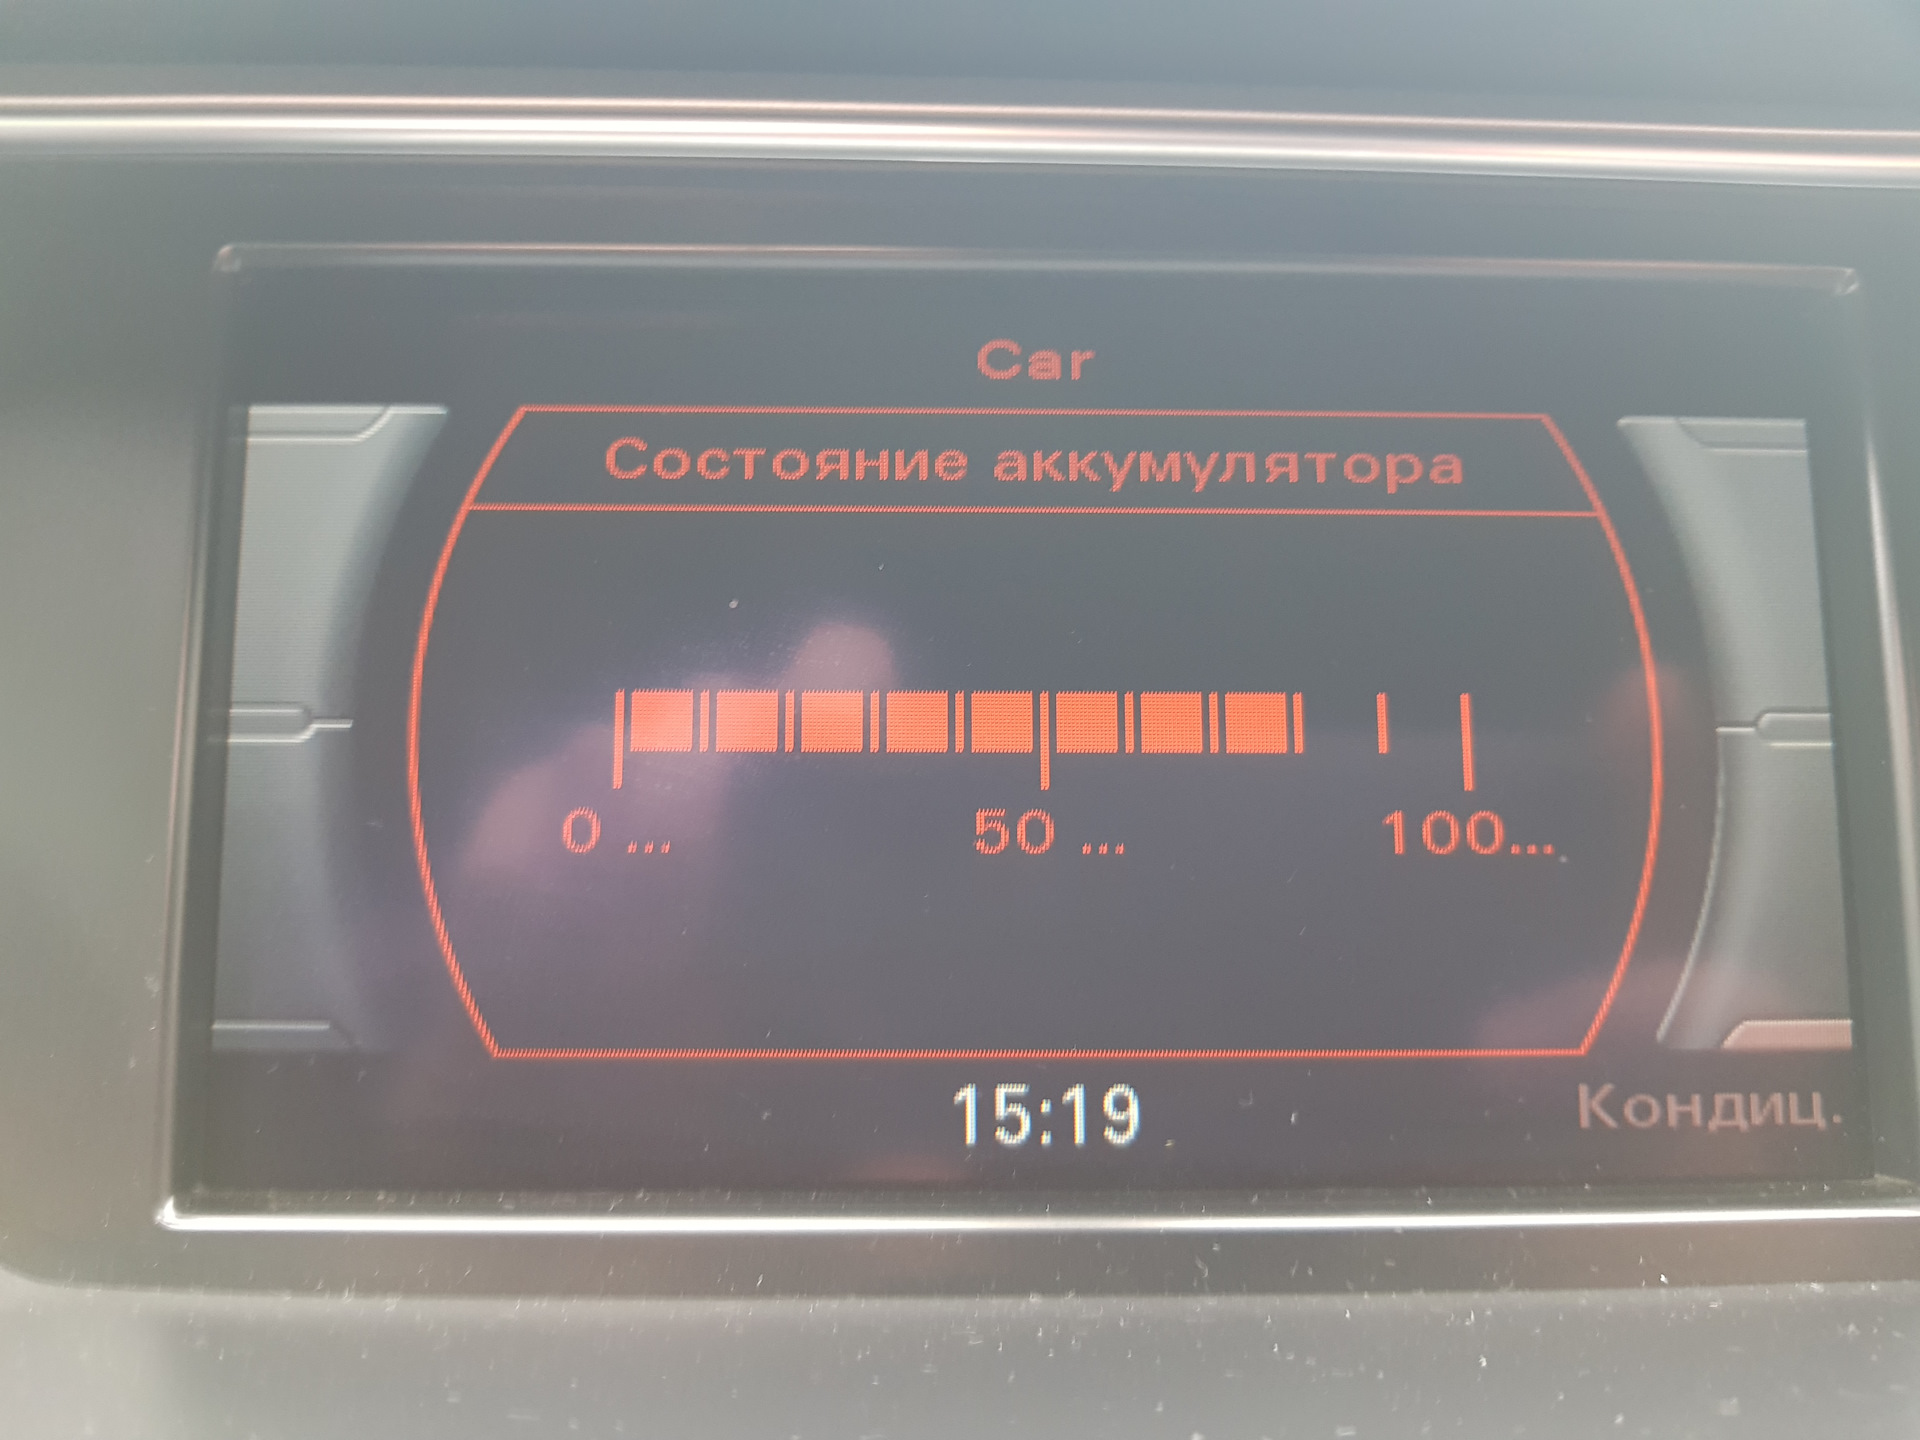 Car
Состояние аккумулятора
0 ... 50 ... 100...
15:19
Кондиц.